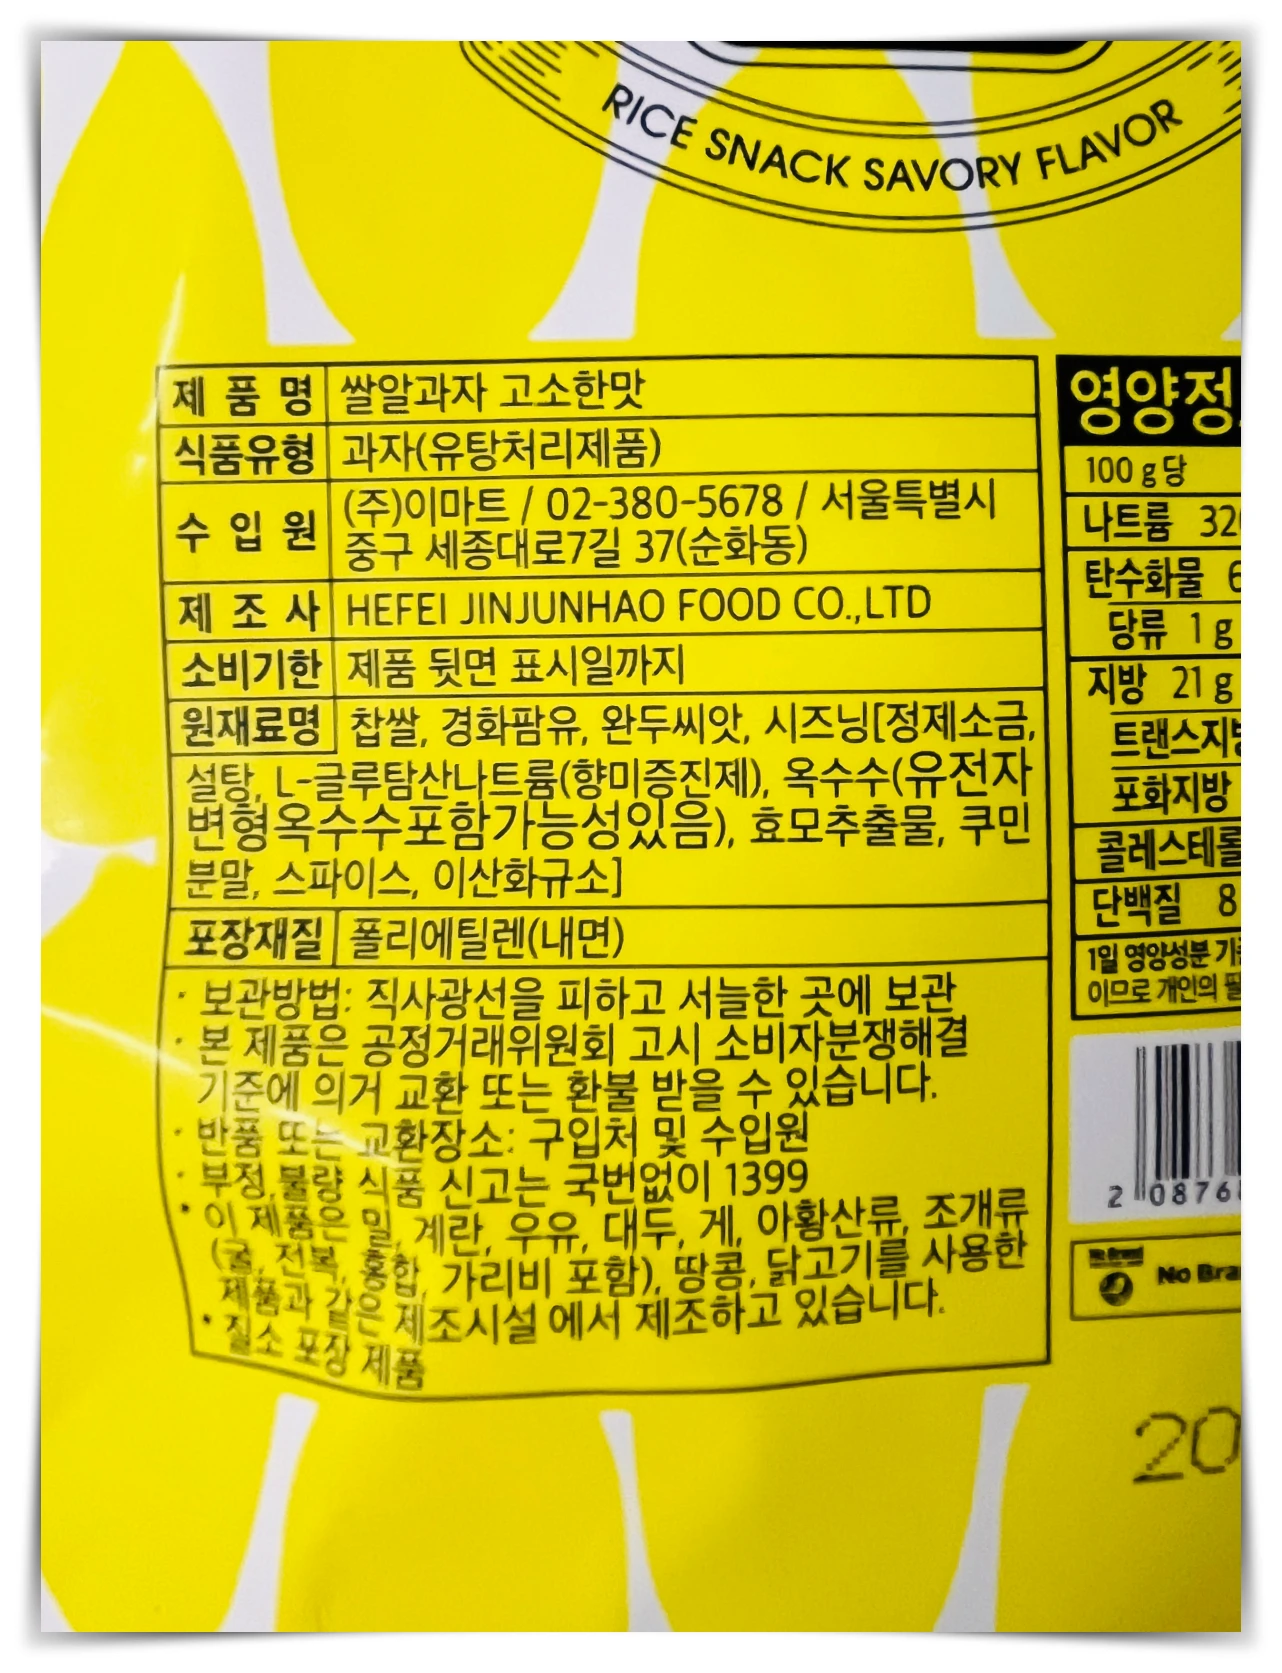 RICE SNACK SAVORY FLAVOR
제 품 명 쌀알과자 고소한맛
식품유형 과자(유탕처리제품)
수 입 원 (주)이마트 / 02-380-5678 / 서울특별시
중구 세종대로7길 37(순화동)
제 조 사 HEFEI JINJUNHAO FOOD CO.,LTD
소비기한 제품 뒷면 표시일까지
원재료명 찹쌀, 경화팜유, 완두씨앗, 시즈닝[정제소금,
설탕, L-글루탐산나트륨(향미증진제), 옥수수(유전자
변형옥수수포함가능성있음), 효모추출물, 쿠민
분말, 스파이스, 이산화규소]
포장재질 폴리에틸렌(내면)
· 보관방법: 직사광선을 피하고 서늘한 곳에 보관
· 본 제품은 공정거래위원회 고시 소비자분쟁해결
기준에 의거 교환 또는 환불 받을 수 있습니다.
· 반품 또는 교환장소: 구입처 및 수입원
· 부정,불량 식품 신고는 국번없이 1399
* 이 제품은 밀, 계란, 우유, 대두, 게, 아황산류, 조개류
(굴, 전복, 홍합, 가리비 포함), 땅콩, 닭고기를 사용한
제품과 같은 제조시설 에서 제조하고 있습니다.
* 질소 포장 제품
영양정
100 g당
나트륨 32
탄수화물 6
당류 1 g
지방 21 g
트랜스지
포화지방
콜레스테롤
단백질 8
1일 영양성분
이므로 개인의
2 0876
No Bra
20